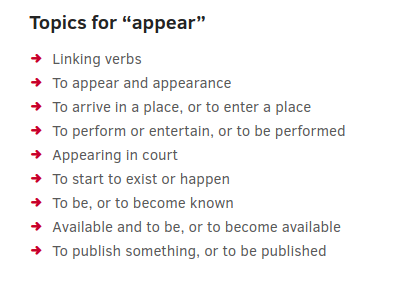 Topics for “appear”
Linking verbs
To appear and appearance
To arrive in a place, or to enter a place
To perform or entertain, or to be performed
Appearing in court
To start to exist or happen
To be, or to become known
Available and to be, or to become available
To publish something, or to be published